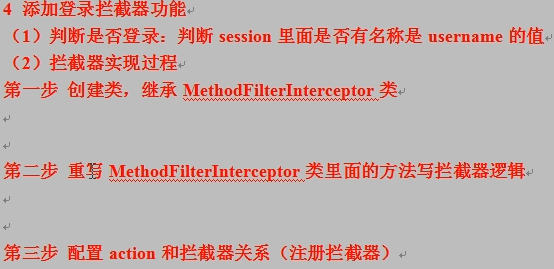 4 添加登录拦截器功能
（1）判断是否登录：判断 session 里面是否有名称是 username 的值
（2）拦截器实现过程
第一步 创建类，继承 MethodFilterInterceptor 类
第二步 重写 MethodFilterInterceptor 类里面的方法写拦截器逻辑
第三步 配置 action 和拦截器关系（注册拦截器）